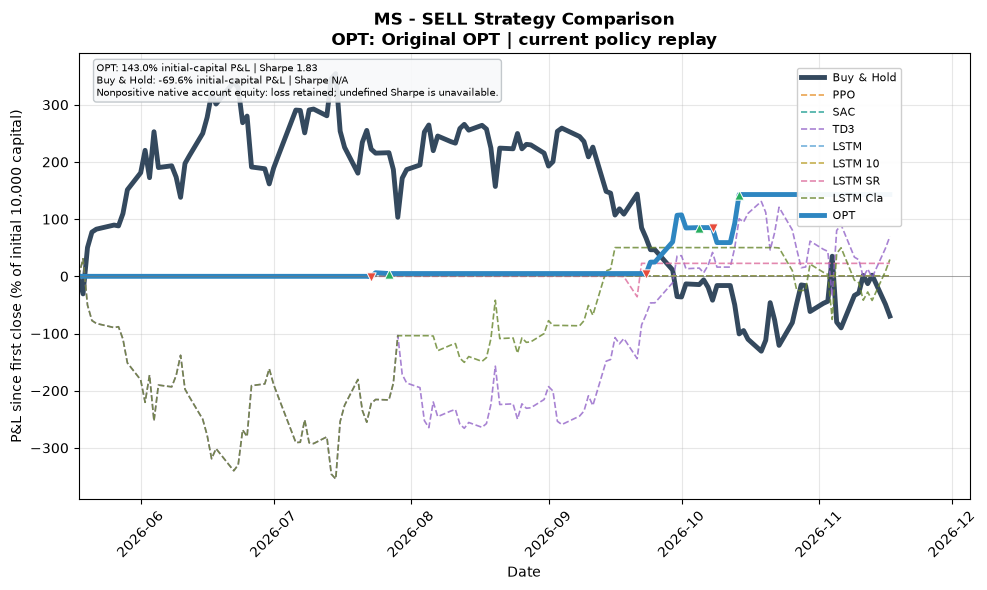 MS - SELL Strategy Comparison
OPT: Original OPT | current policy replay
OPT: 143.0% initial-capital P&L | Sharpe 1.83
Buy & Hold: -69.6% initial-capital P&L | Sharpe N/A
Nonpositive native account equity: loss retained; undefined Sharpe is unavailable.
Buy & Hold
PPO
SAC
TD3
LSTM
LSTM 10
LSTM SR
LSTM Cla
OPT
P&L since first close (% of initial 10,000 capital)
300
200
100
0
−100
−200
−300
2026-06
2026-07
2026-08
2026-09
2026-10
2026-11
2026-12
Date